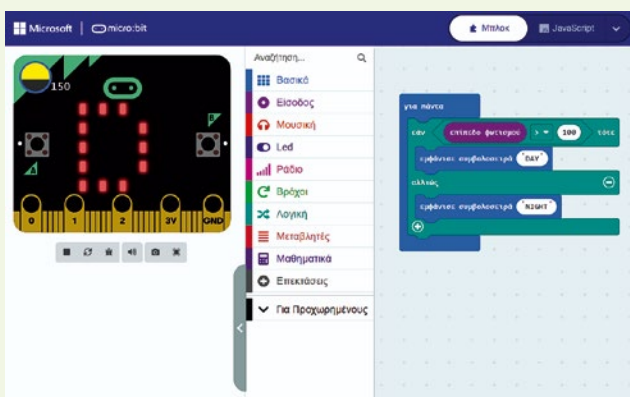 Microsoft | micro:bit
Μπλοκ
JavaScript
150
B
A
0 1 2 3V GND
Αναζήτηση...
Βασικά
Είσοδος
Μουσική
Led
Ράδιο
Βρόχοι
Λογική
Μεταβλητές
Μαθηματικά
Επεκτάσεις
Για Προχωρημένους
για πάντα
εάν επίπεδο φωτισμού > = 100 τότε
εμφάνισε συμβολοσειρά "DAY"
αλλιώς
εμφάνισε συμβολοσειρά "NIGHT"